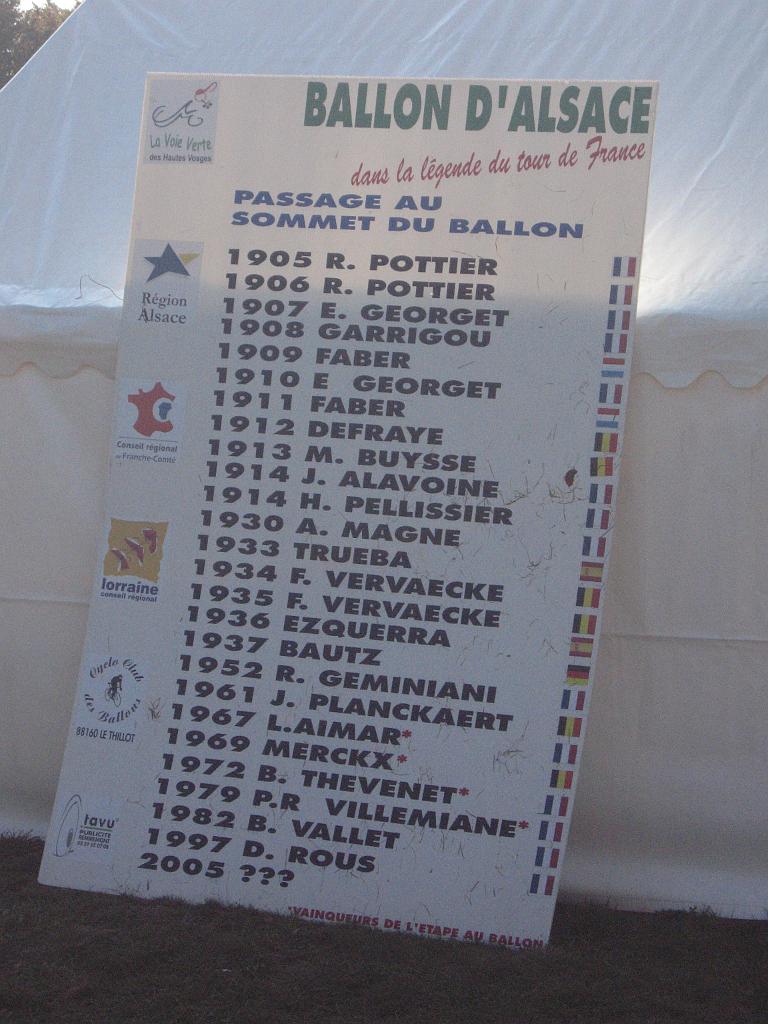 BALLON D'ALSACE
dans la légende du tour de France
La Voie Verte
des Hautes Vosges
PASSAGE AU
SOMMET DU BALLON
Région
Alsace
Conseil régional
de Franche-Comté
lorraine
conseil régional
Cyclo Club
des Ballons
88160 LE THILLOT
tavu
PUBLICITE
REMIREMONT
1905 R. POTTIER
1906 R. POTTIER
1907 E. GEORGET
1908 GARRIGOU
1909 FABER
1910 E GEORGET
1911 FABER
1912 DEFRAYE
1913 M. BUYSSE
1914 J. ALAVOINE
1914 H. PELLISSIER
1930 A. MAGNE
1933 TRUEBA
1934 F. VERVAECKE
1935 F. VERVAECKE
1936 EZQUERRA
1937 BAUTZ
1952 R. GEMINIANI
1961 J. PLANCKAERT
1967 L.AIMAR*
1969 MERCKX*
1972 B. THEVENET*
1979 P.R VILLEMIANE*
1982 B. VALLET
1997 D. ROUS
2005 ???
*VAINQUEURS DE L'ETAPE AU BALLON